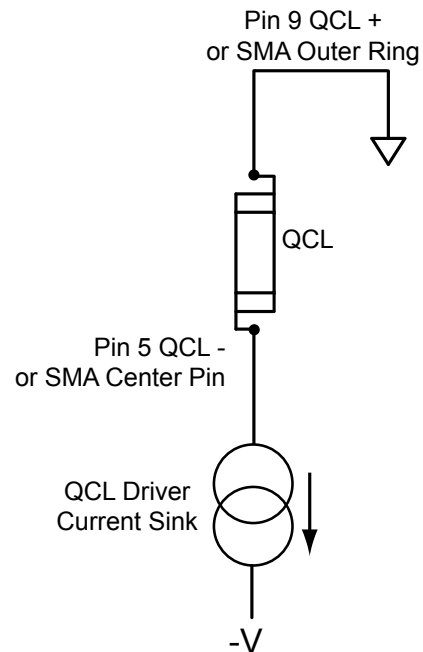 Pin 9 QCL +
or SMA Outer Ring
QCL
Pin 5 QCL -
or SMA Center Pin
QCL Driver
Current Sink
-V